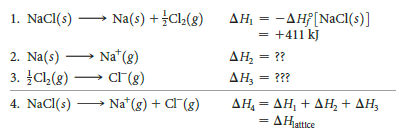 1. NaCl(s) ⟶ Na(s) + ½Cl₂(g) ΔH₁ = −ΔH°f[NaCl(s)]
= +411 kJ
2. Na(s) ⟶ Na⁺(g) ΔH₂ = ??
3. ½Cl₂(g) ⟶ Cl⁻(g) ΔH₃ = ???
4. NaCl(s) ⟶ Na⁺(g) + Cl⁻(g) ΔH₄ = ΔH₁ + ΔH₂ + ΔH₃
= ΔHlattice